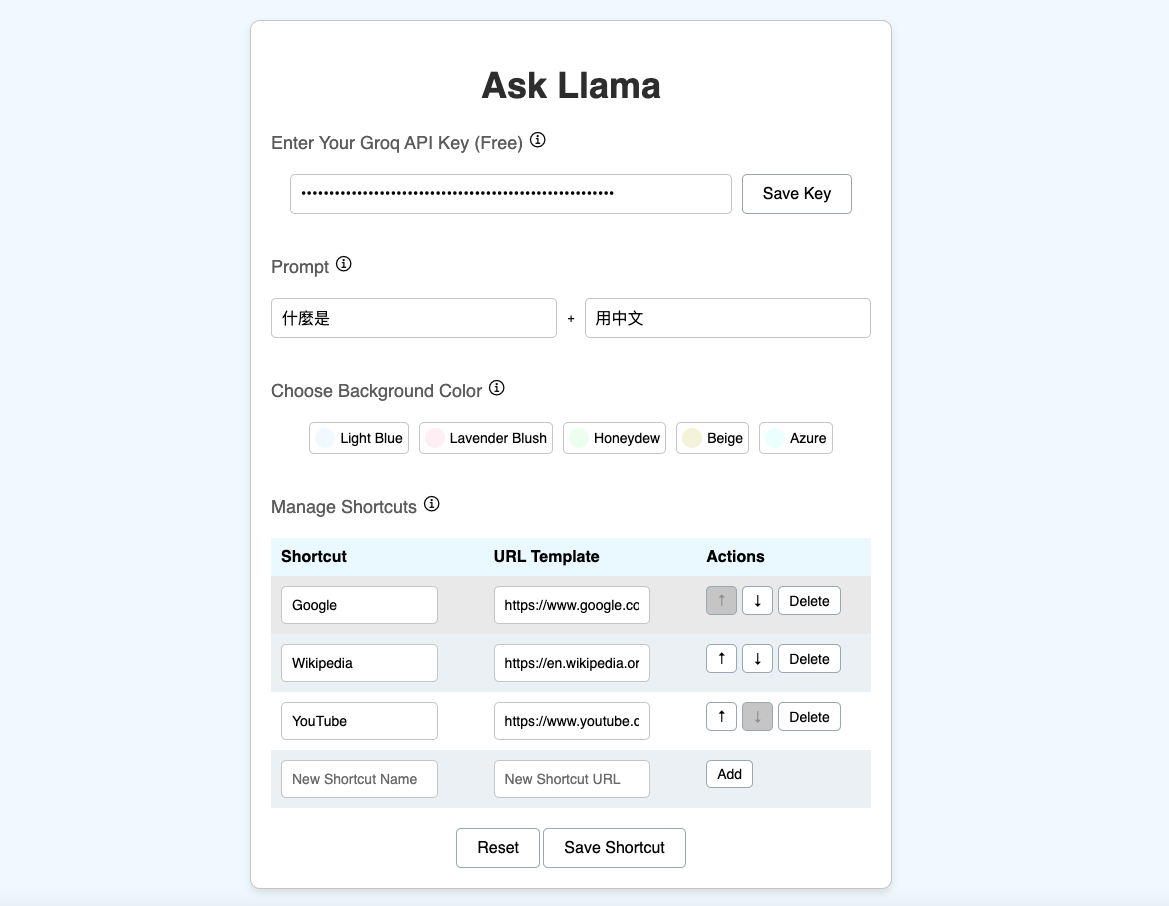 Ask Llama
Enter Your Groq API Key (Free)
Save Key
Prompt
什麼是 + 用中文
Choose Background Color
Light Blue Lavender Blush Honeydew Beige Azure
Manage Shortcuts
Shortcut URL Template Actions
Google https://www.google.co ↑ ↓ Delete
Wikipedia https://en.wikipedia.or ↑ ↓ Delete
YouTube https://www.youtube.c ↑ ↓ Delete
New Shortcut Name New Shortcut URL Add
Reset Save Shortcut